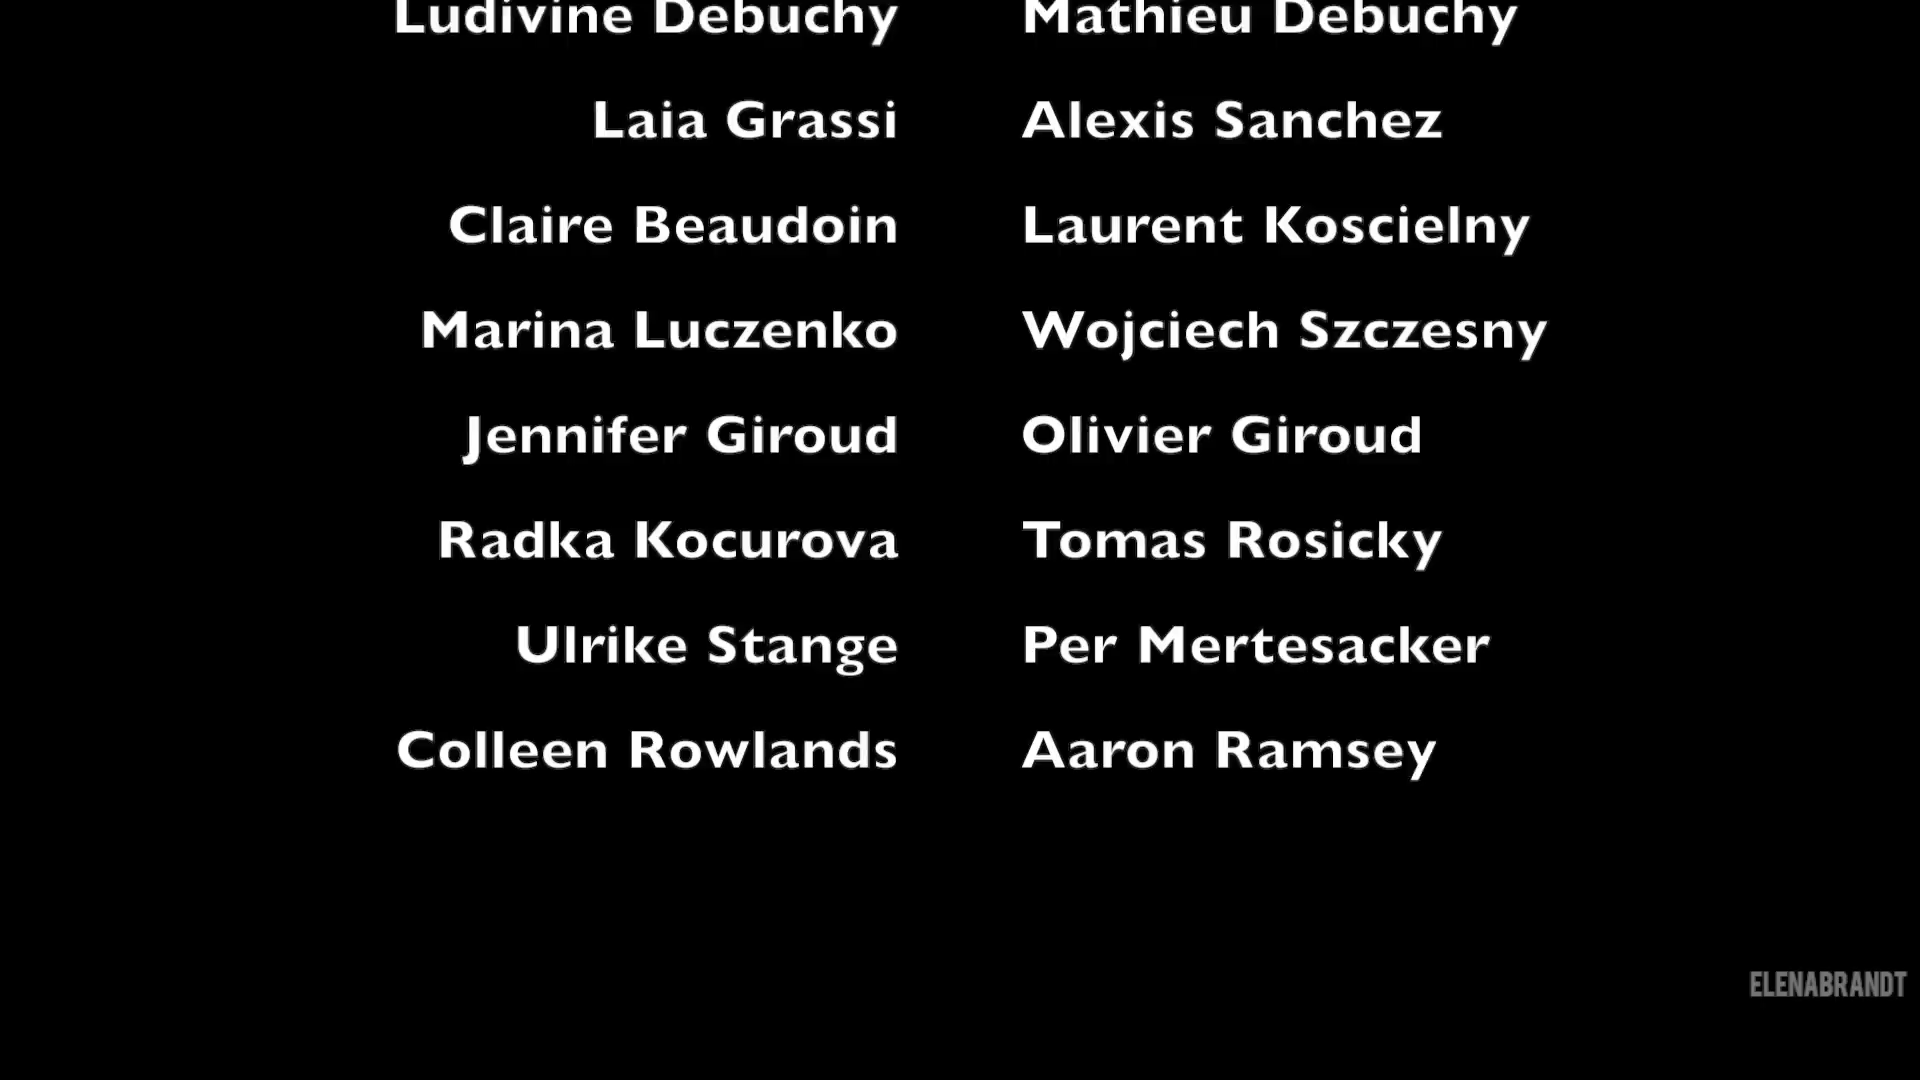 Ludivine Debuchy Mathieu Debuchy
Laia Grassi Alexis Sanchez
Claire Beaudoin Laurent Koscielny
Marina Luczenko Wojciech Szczesny
Jennifer Giroud Olivier Giroud
Radka Kocurova Tomas Rosicky
Ulrike Stange Per Mertesacker
Colleen Rowlands Aaron Ramsey
ELENABRANDT